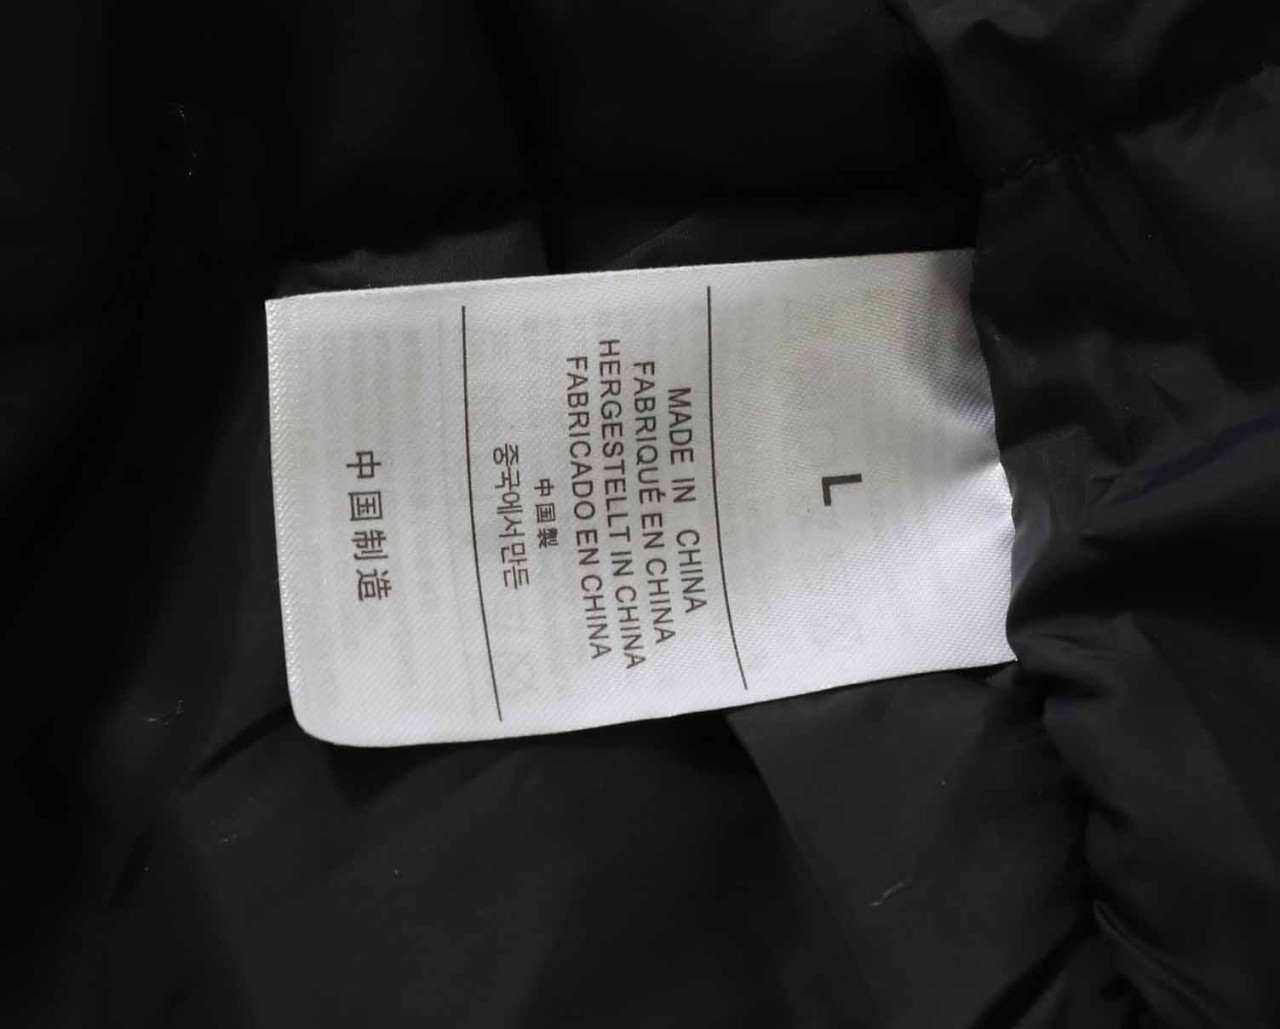 L
MADE IN CHINA
FABRIQUÉ EN CHINA
HERGESTELLT IN CHINA
FABRICADO EN CHINA
中国製
중국에서만든
中国制造